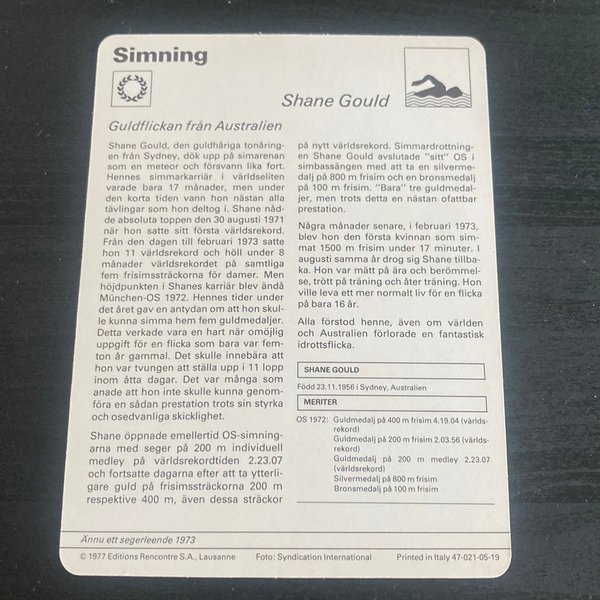 Simning
Shane Gould
Guldflickan från Australien
Shane Gould, den guldhåriga tonåring-
en från Sydney, dök upp på simarenan
som en meteor och försvann lika fort.
Hennes simmarkarriär i världseliten
varade bara 17 månader, men under
den korta tiden vann hon nästan alla
tävlingar som hon deltog i. Shane nåd-
de absoluta toppen den 30 augusti 1971
när hon satte sitt första världsrekord.
Från den dagen till februari 1973 satte
hon 11 världsrekord och höll under 8
månader världsrekordet på samtliga
fem frisimssträckorna för damer. Men
höjdpunkten i Shanes karriär blev ändå
München-OS 1972. Hennes tider under
det året gav en antydan om att hon skul-
le kunna simma hem fem guldmedaljer.
Detta verkade vara en hart när omöjlig
uppgift för en flicka som bara var fem-
ton år gammal. Det skulle innebära att
hon var tvungen att ställa upp i 11 lopp
inom åtta dagar. Det var många som
anade att hon inte skulle kunna genom-
föra en sådan prestation trots sin styrka
och osedvanliga skicklighet.
Shane öppnade emellertid OS-simning-
arna med seger på 200 m individuell
medley på världsrekordtiden 2.23.07
och fortsatte dagarna efter att ta ytterli-
gare guld på frisimssträckorna 200 m
respektive 400 m, även dessa sträckor
på nytt världsrekord. Simmardrottning-
en Shane Gould avslutade "sitt" OS i
simbassängen med att ta en silverme-
dalj på 800 m frisim och en bronsmedalj
på 100 m frisim. "Bara" tre guldmedal-
jer, men trots detta en nästan ofattbar
prestation.
Några månader senare, i februari 1973,
blev hon den första kvinnan som sim-
mat 1500 m frisim under 17 minuter. I
augusti samma år drog sig Shane tillba-
ka. Hon var mätt på ära och berömmel-
se, trött på träning och åter träning. Hon
ville leva ett mer normalt liv för en flicka
på bara 16 år.
Alla förstod henne, även om världen
och Australien förlorade en fantastisk
idrottsflicka.
SHANE GOULD
Född 23.11.1956 i Sydney, Australien
MERITER
OS 1972: Guldmedalj på 400 m frisim 4.19.04 (världs-
rekord)
Guldmedalj på 200 m frisim 2.03.56 (världs-
rekord)
Guldmedalj på 200 m medley 2.23.07
(världsrekord)
Silvermedalj på 800 m frisim
Bronsmedalj på 100 m frisim
Ännu ett segerleende 1973
© 1977 Editions Rencontre S.A., Lausanne Foto: Syndication International Printed in Italy 47-021-05-19